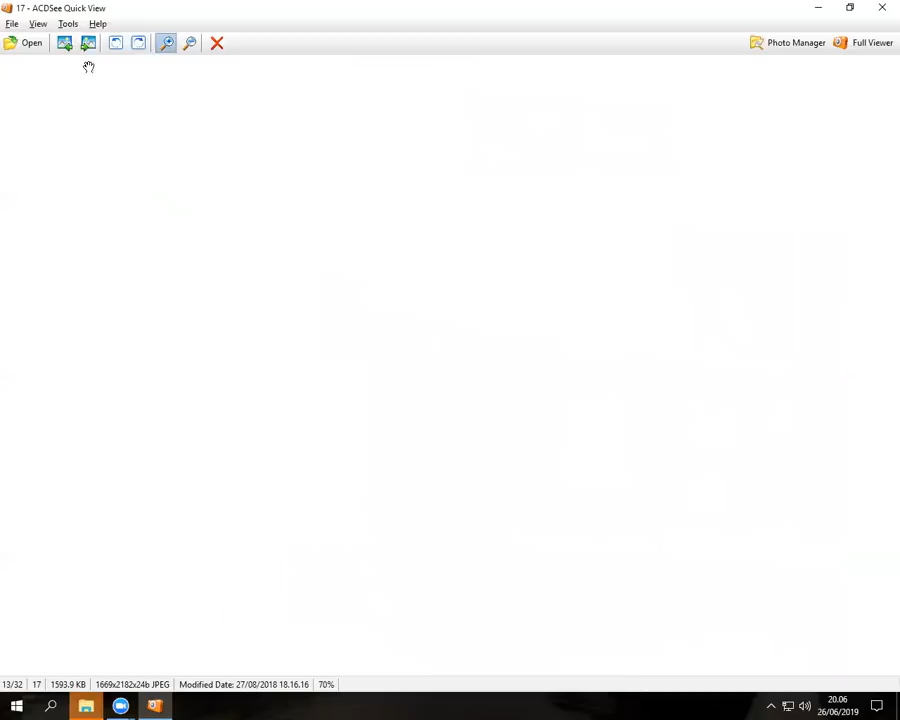 17 - ACDSee Quick View
File View Tools Help
Open Photo Manager Full Viewer
13/32 17 1593.9 KB 1669x2182x24b JPEG Modified Date: 27/08/2018 18.16.16 70%
20.06
26/06/2019